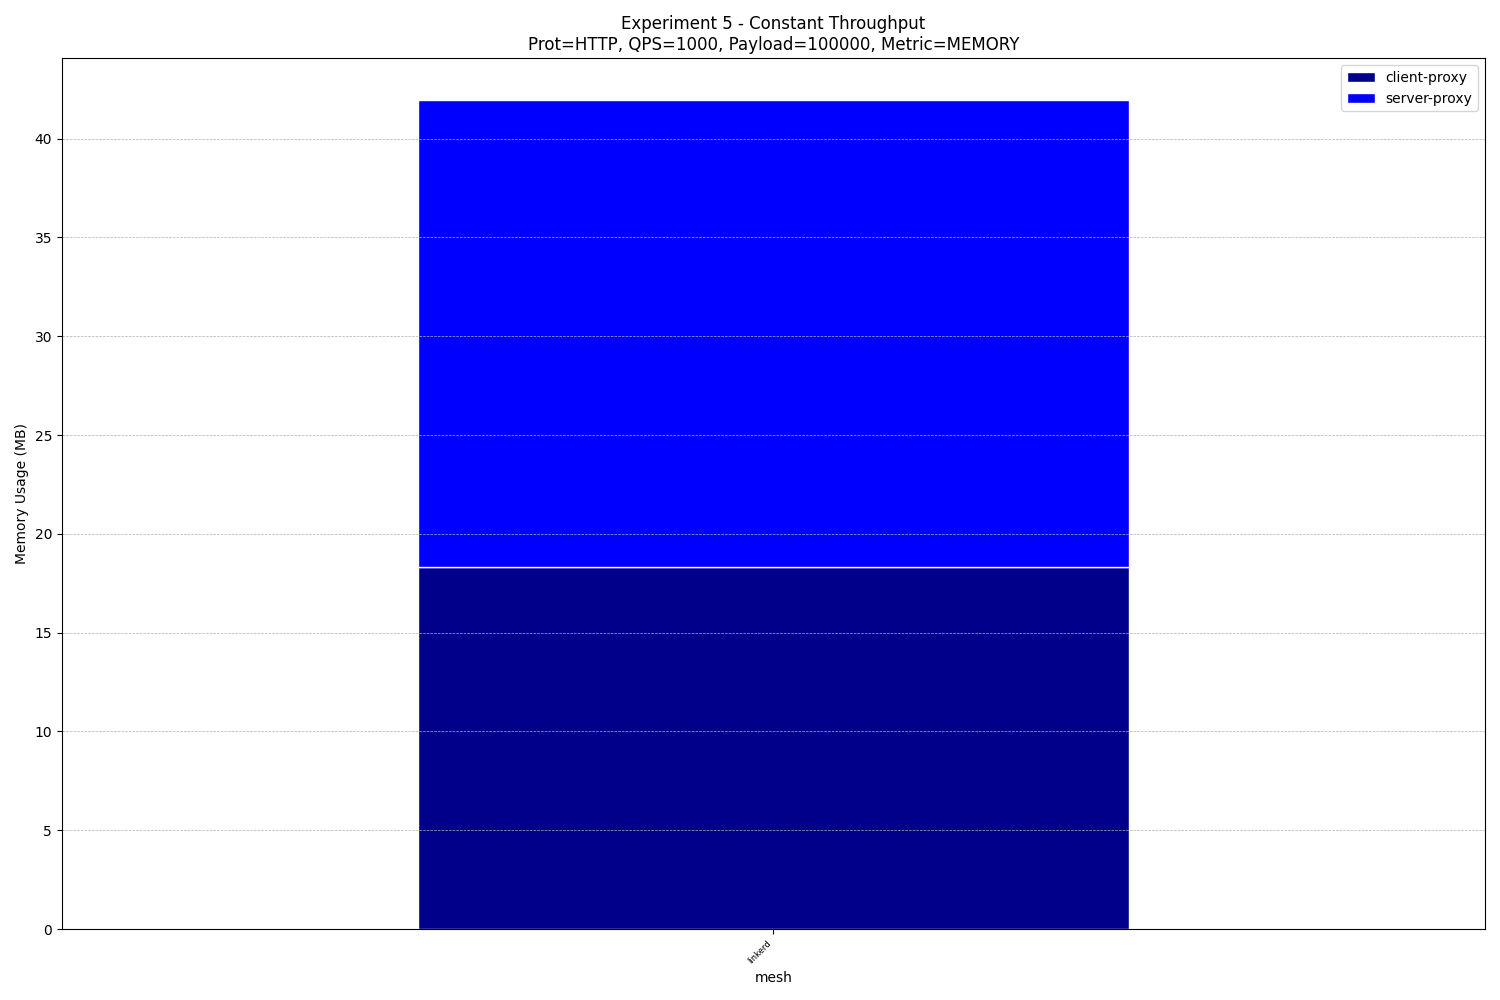 Experiment 5 - Constant Throughput
Prot=HTTP, QPS=1000, Payload=100000, Metric=MEMORY
client-proxy
server-proxy
Memory Usage (MB)
40
35
30
25
20
15
10
5
0
linkerd
mesh